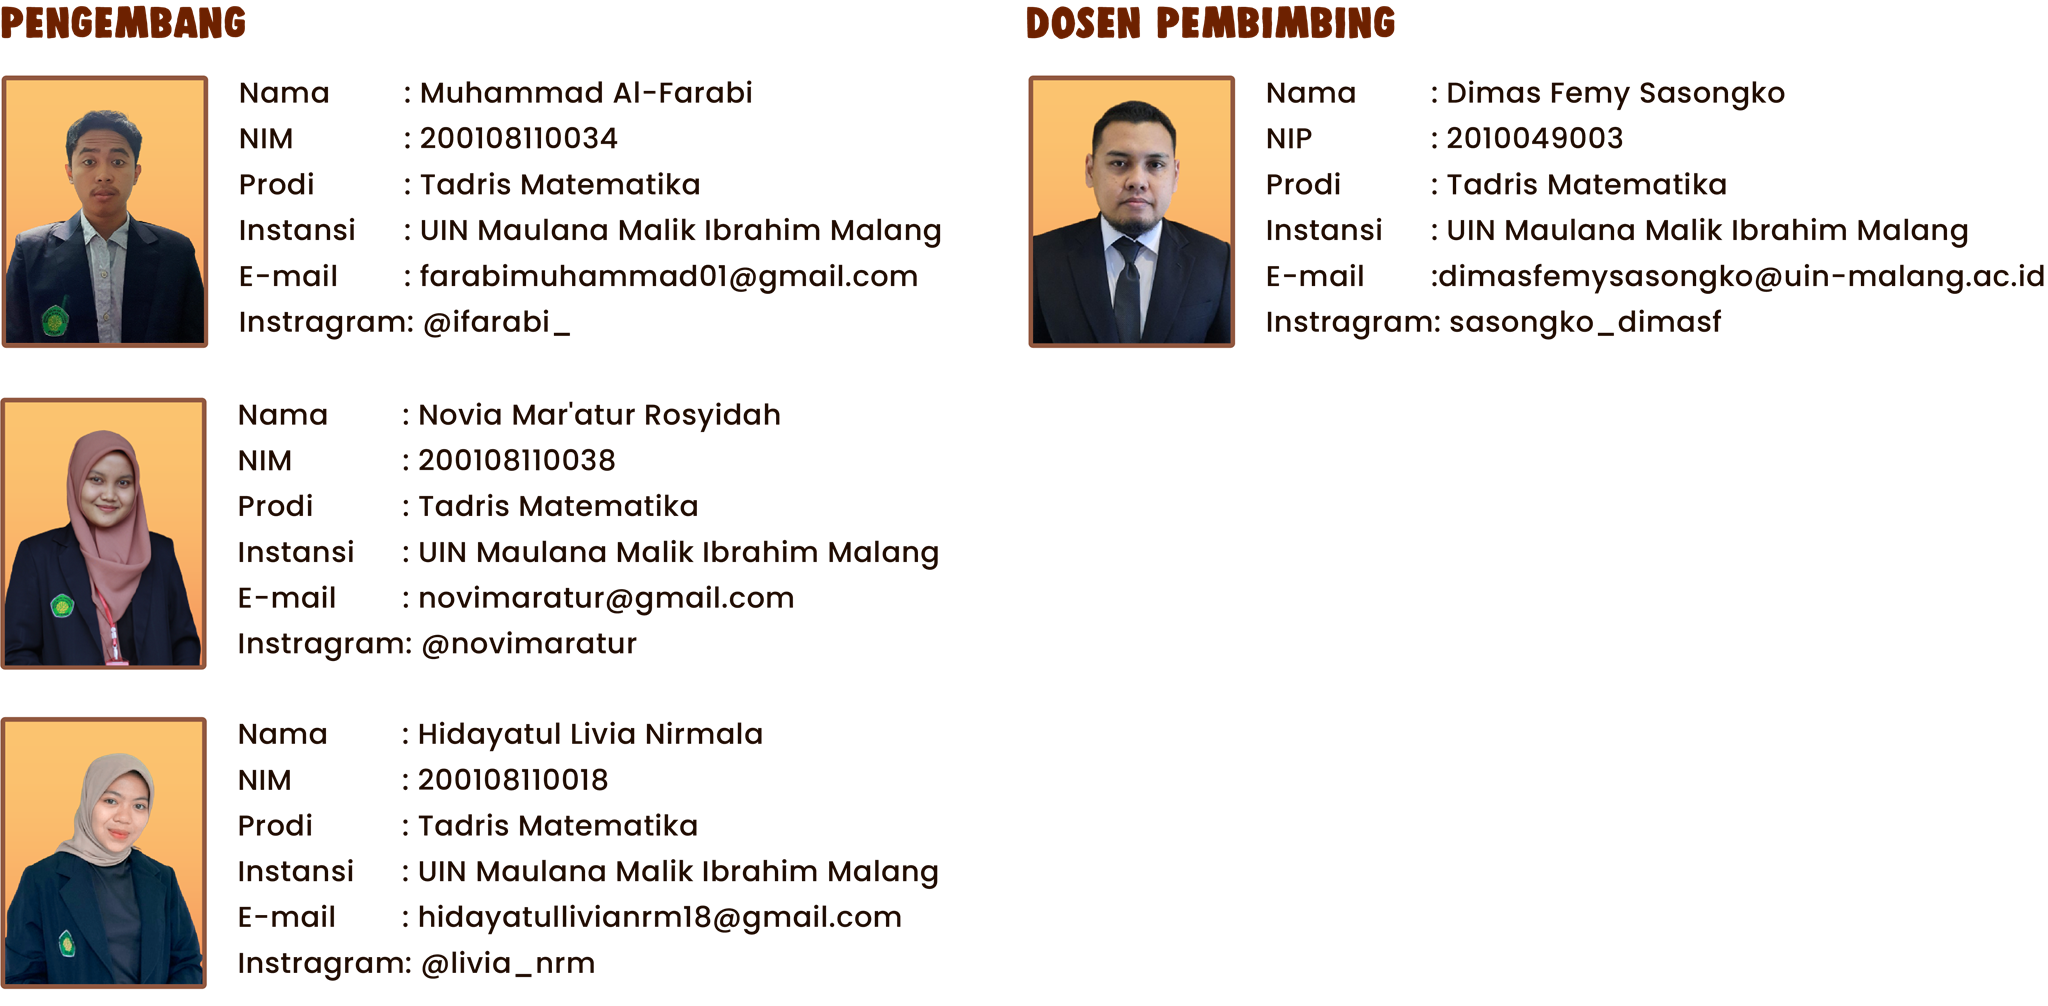 PENGEMBANG
Nama : Muhammad Al-Farabi
NIM : 200108110034
Prodi : Tadris Matematika
Instansi : UIN Maulana Malik Ibrahim Malang
E-mail : farabimuhammad01@gmail.com
Instragram: @ifarabi_
Nama : Novia Mar'atur Rosyidah
NIM : 200108110038
Prodi : Tadris Matematika
Instansi : UIN Maulana Malik Ibrahim Malang
E-mail : novimaratur@gmail.com
Instragram: @novimaratur
Nama : Hidayatul Livia Nirmala
NIM : 200108110018
Prodi : Tadris Matematika
Instansi : UIN Maulana Malik Ibrahim Malang
E-mail : hidayatullivianrm18@gmail.com
Instragram: @livia_nrm
DOSEN PEMBIMBING
Nama : Dimas Femy Sasongko
NIP : 2010049003
Prodi : Tadris Matematika
Instansi : UIN Maulana Malik Ibrahim Malang
E-mail :dimasfemysasongko@uin-malang.ac.id
Instragram: sasongko_dimasf